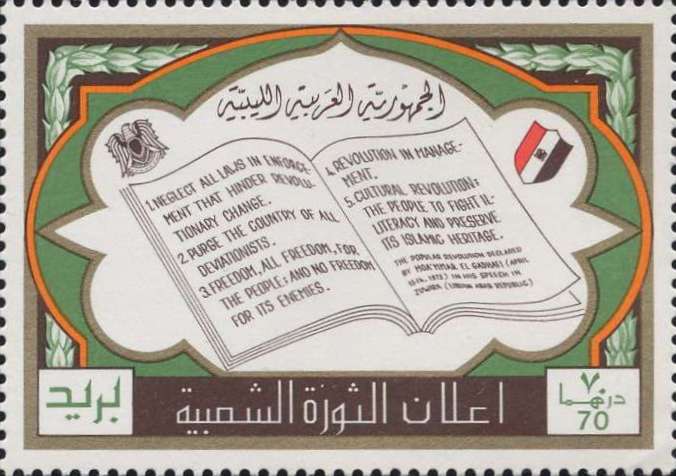 الجمهورية العربية الليبية
1. NEGLECT ALL LAWS IN ENFORCE-
MENT THAT HINDER REVOLU-
TIONARY CHANGE.
2. PURGE THE COUNTRY OF ALL
DEVIATIONISTS.
3. FREEDOM, ALL FREEDOM, FOR
THE PEOPLE; AND NO FREEDOM
FOR ITS ENEMIES.
4. REVOLUTION IN MANAGE-
MENT.
5. CULTURAL REVOLUTION:
THE PEOPLE TO FIGHT IL-
LITERACY AND PRESERVE
ITS ISLAMIC HERITAGE.
THE POPULAR REVOLUTION DECLARED
BY MOA'MMAR EL GADHAFI (APRIL
15th. 1973) IN HIS SPEECH IN
ZUWARA (LIBIAN ARAB REPUBLIC)
بريد
اعلان الثورة الشعبية
٧٠
درهما
70